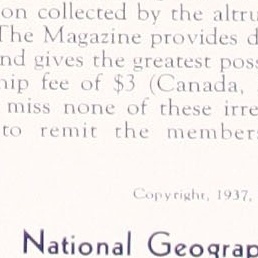 on collected by the altru
The Magazine provides d
nd gives the greatest poss
hip fee of $3 (Canada,
miss none of these irre
to remit the member
Copyright, 1937,
National Geograp